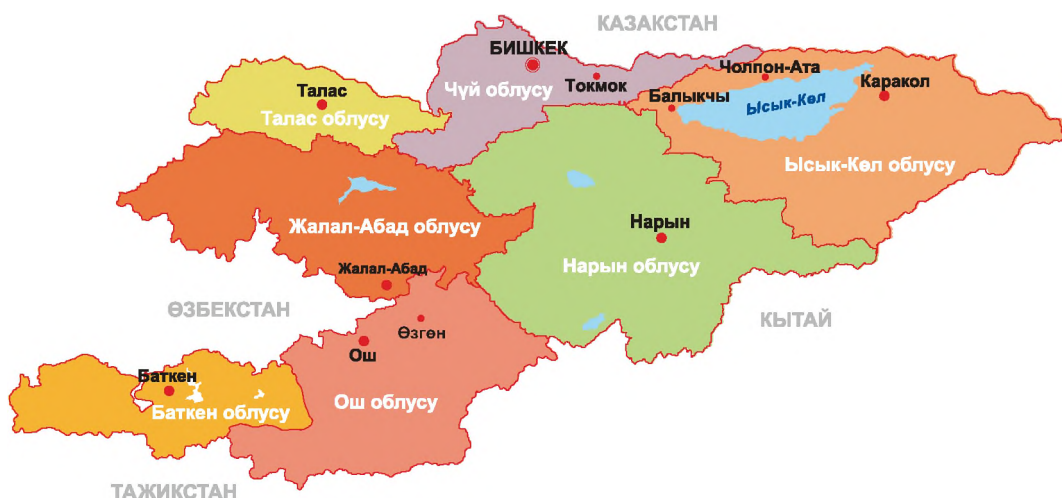 КАЗАКСТАН
БИШКЕК
Чүй облусу
Токмок
Чолпон-Ата
Балыкчы
Ысык-Көл
Каракол
Ысык-Көл облусу
Талас
Талас облусу
Жалал-Абад облусу
Жалал-Абад
Нарын
Нарын облусу
ӨЗБЕКСТАН
КЫТАЙ
Өзгөн
Ош
Ош облусу
Баткен
Баткен облусу
ТАЖИКСТАН